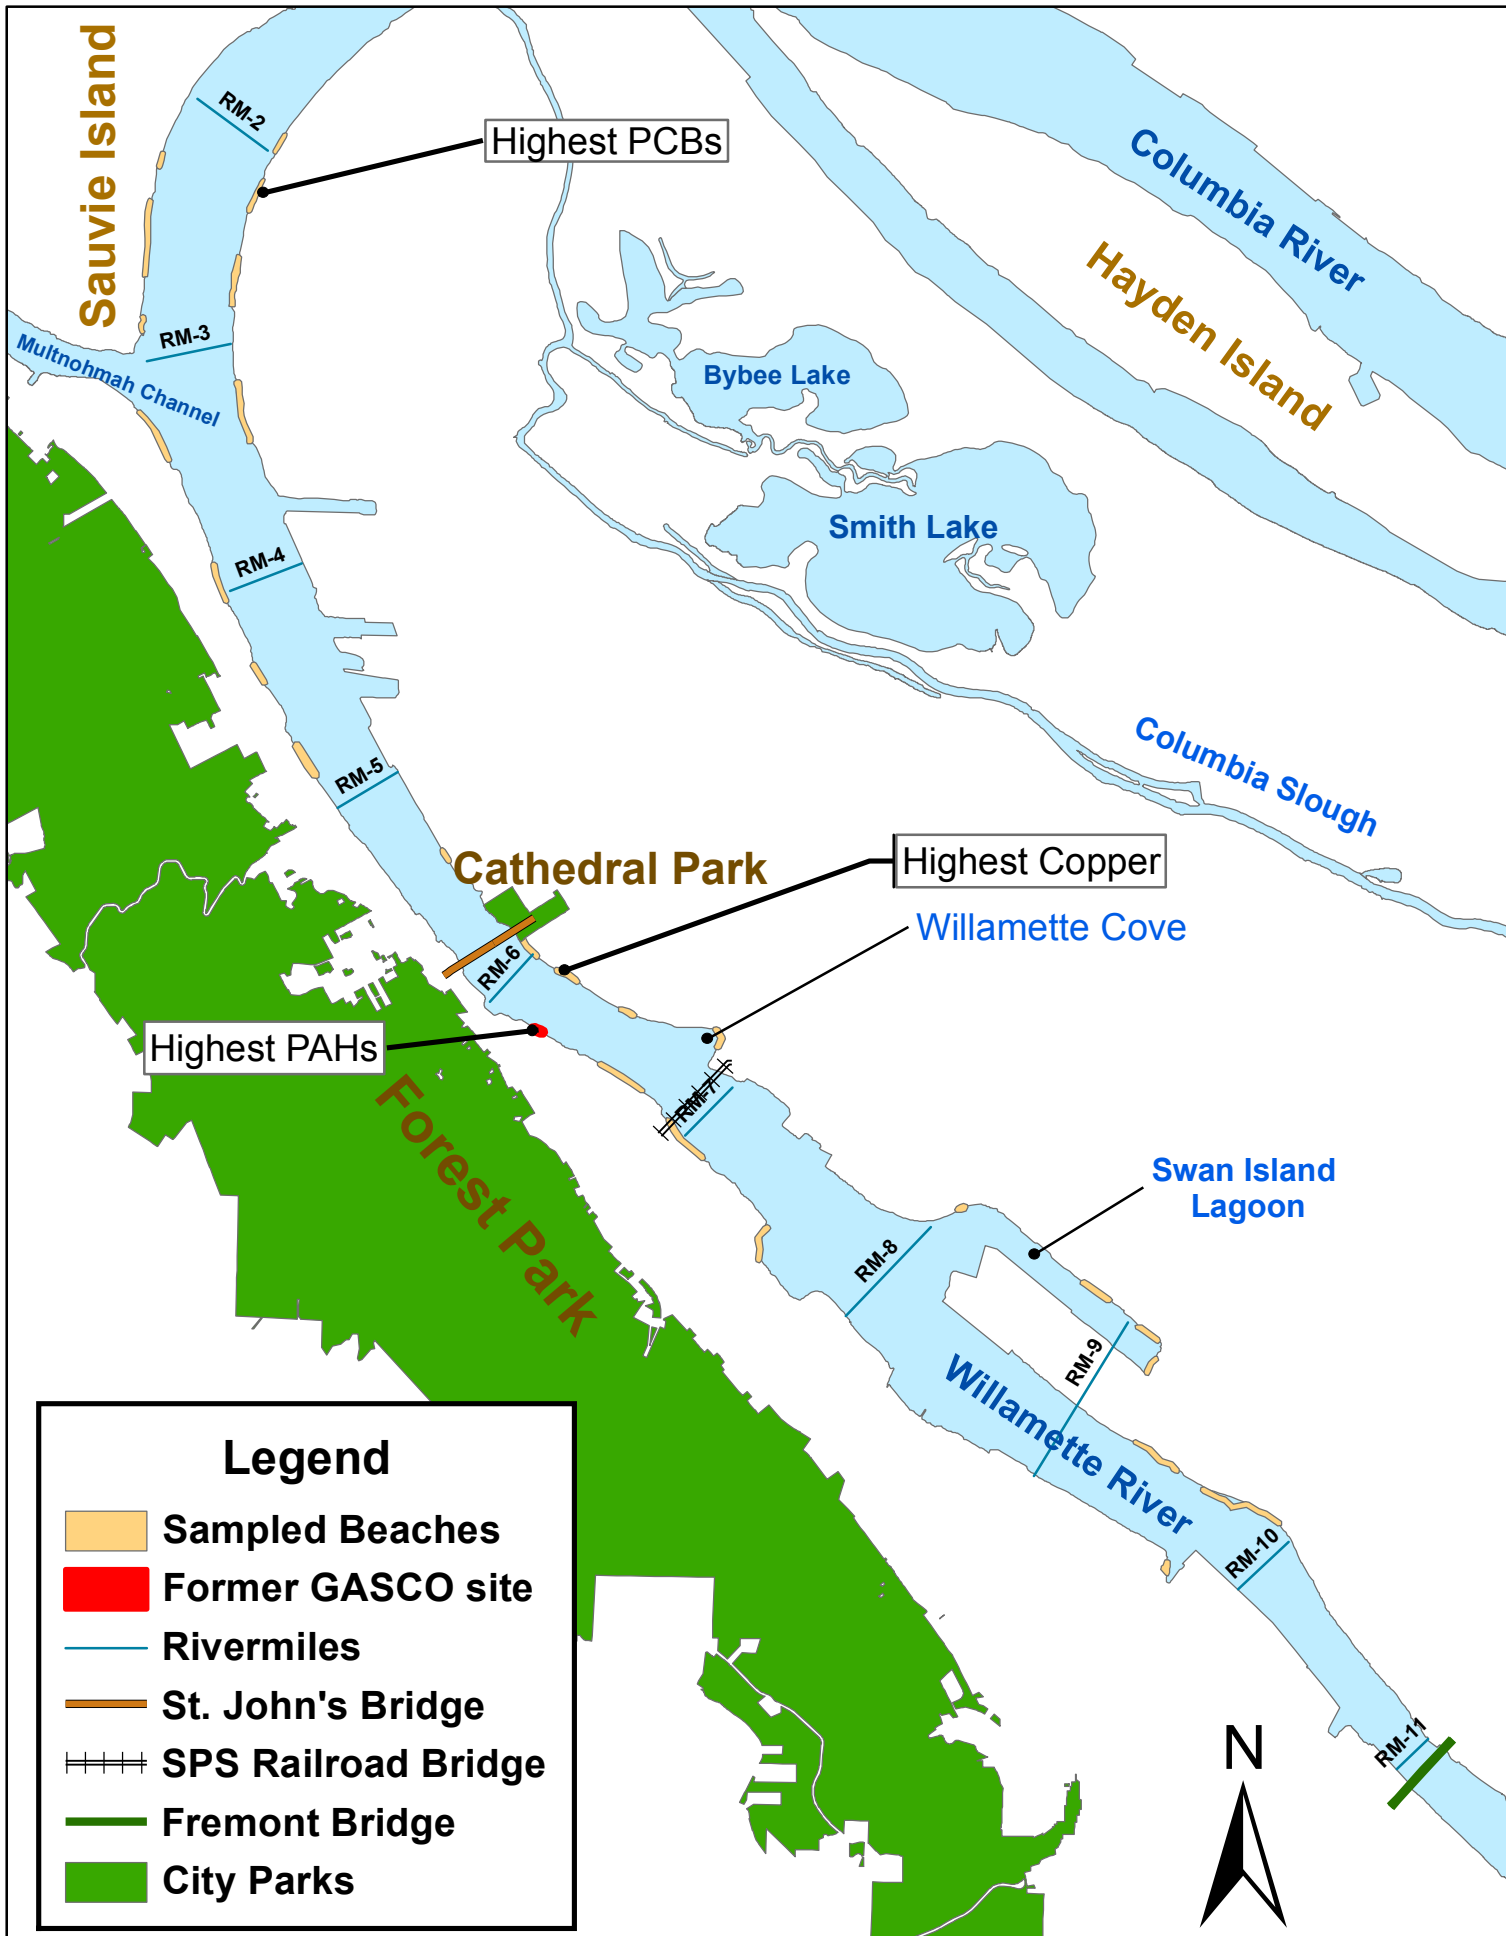 Sauvie Island
RM-2
Highest PCBs
Columbia River
Hayden Island
RM-3
Multnohmah Channel
Bybee Lake
Smith Lake
RM-4
Columbia Slough
RM-5
Cathedral Park
Highest Copper
Willamette Cove
RM-6
Highest PAHs
Forest Park
RM-7
Swan Island
Lagoon
RM-8
RM-9
Willamette River
RM-10
RM-11
N
Legend
Sampled Beaches
Former GASCO site
Rivermiles
St. John's Bridge
SPS Railroad Bridge
Fremont Bridge
City Parks